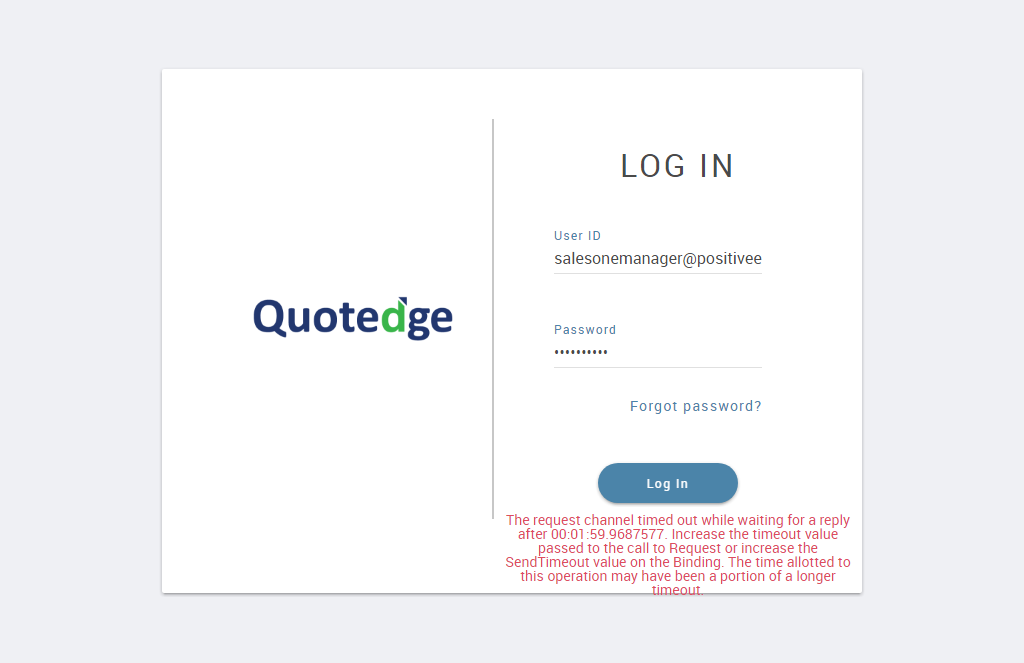 LOG IN
User ID
salesonemanager@positivee
Quotedge
Password
••••••••••
Forgot password?
Log In
The request channel timed out while waiting for a reply
after 00:01:59.9687577. Increase the timeout value
passed to the call to Request or increase the
SendTimeout value on the Binding. The time allotted to
this operation may have been a portion of a longer
timeout.